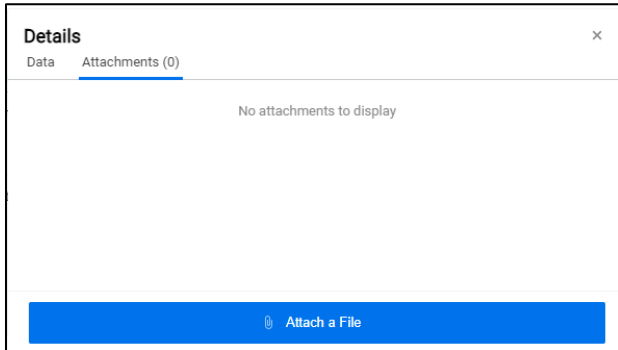 Details
Data Attachments (0)
No attachments to display
Attach a File